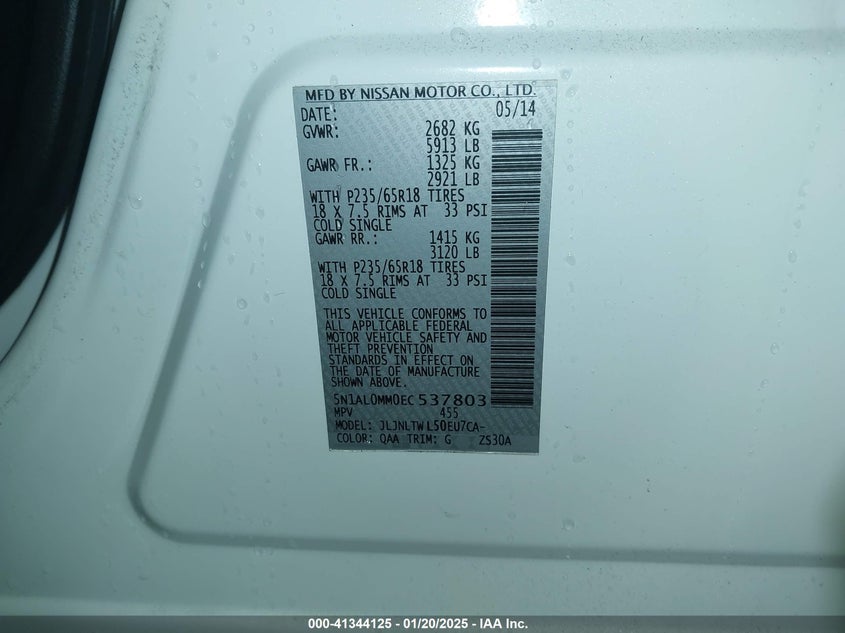 MFD BY NISSAN MOTOR CO., LTD.
DATE: 05/14
GVWR: 2682 KG
5913 LB
GAWR FR.: 1325 KG
2921 LB
WITH P235/65R18 TIRES
18 X 7.5 RIMS AT 33 PSI
COLD SINGLE
GAWR RR.: 1415 KG
3120 LB
WITH P235/65R18 TIRES
18 X 7.5 RIMS AT 33 PSI
COLD SINGLE
THIS VEHICLE CONFORMS TO
ALL APPLICABLE FEDERAL
MOTOR VEHICLE SAFETY AND
THEFT PREVENTION
STANDARDS IN EFFECT ON
THE DATE OF MANUFACTURE
SHOWN ABOVE.
5N1AL0MM0EC537803
MPV 455
MODEL: JLJNLTWL50EU7CA-
COLOR: QAA TRIM: G ZS30A
000-41344125 - 01/20/2025 - IAA Inc.